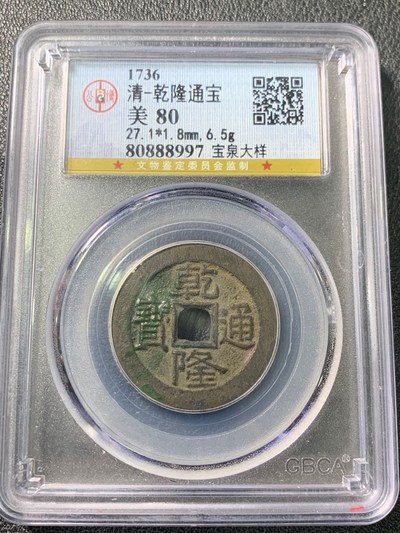 1736
清-乾隆通宝
美 80
27.1*1.8mm,6.5g
80888997 宝泉大样
★ 文物鉴定委员会监制 ★
乾
寶 通
隆
GBCA